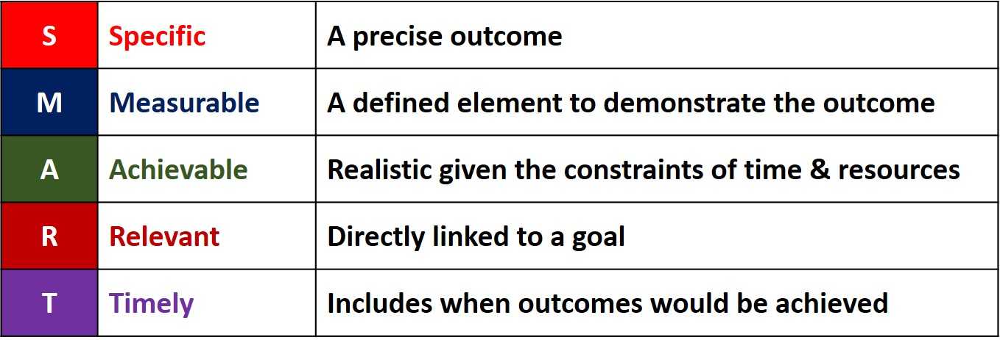 S Specific A precise outcome
M Measurable A defined element to demonstrate the outcome
A Achievable Realistic given the constraints of time & resources
R Relevant Directly linked to a goal
T Timely Includes when outcomes would be achieved